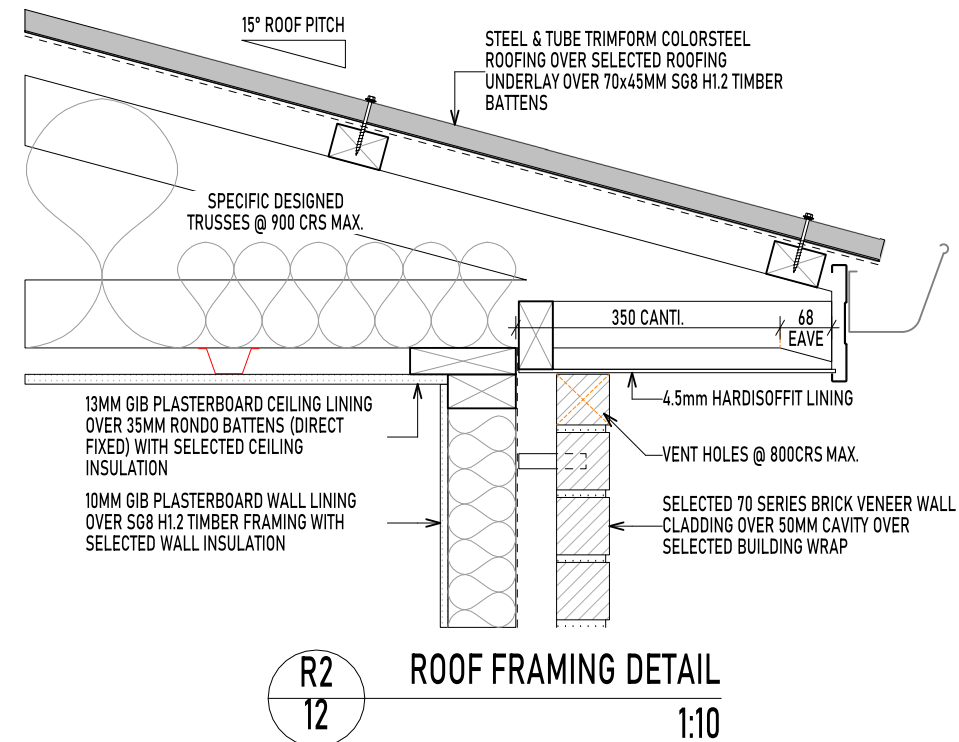 15° ROOF PITCH
STEEL & TUBE TRIMFORM COLORSTEEL
ROOFING OVER SELECTED ROOFING
UNDERLAY OVER 70x45MM SG8 H1.2 TIMBER
BATTENS
SPECIFIC DESIGNED
TRUSSES @ 900 CRS MAX.
350 CANTI.
68
EAVE
13MM GIB PLASTERBOARD CEILING LINING
OVER 35MM RONDO BATTENS (DIRECT
FIXED) WITH SELECTED CEILING
INSULATION
4.5mm HARDISOFFIT LINING
VENT HOLES @ 800CRS MAX.
10MM GIB PLASTERBOARD WALL LINING
OVER SG8 H1.2 TIMBER FRAMING WITH
SELECTED WALL INSULATION
SELECTED 70 SERIES BRICK VENEER WALL
CLADDING OVER 50MM CAVITY OVER
SELECTED BUILDING WRAP
R2
12
ROOF FRAMING DETAIL
1:10